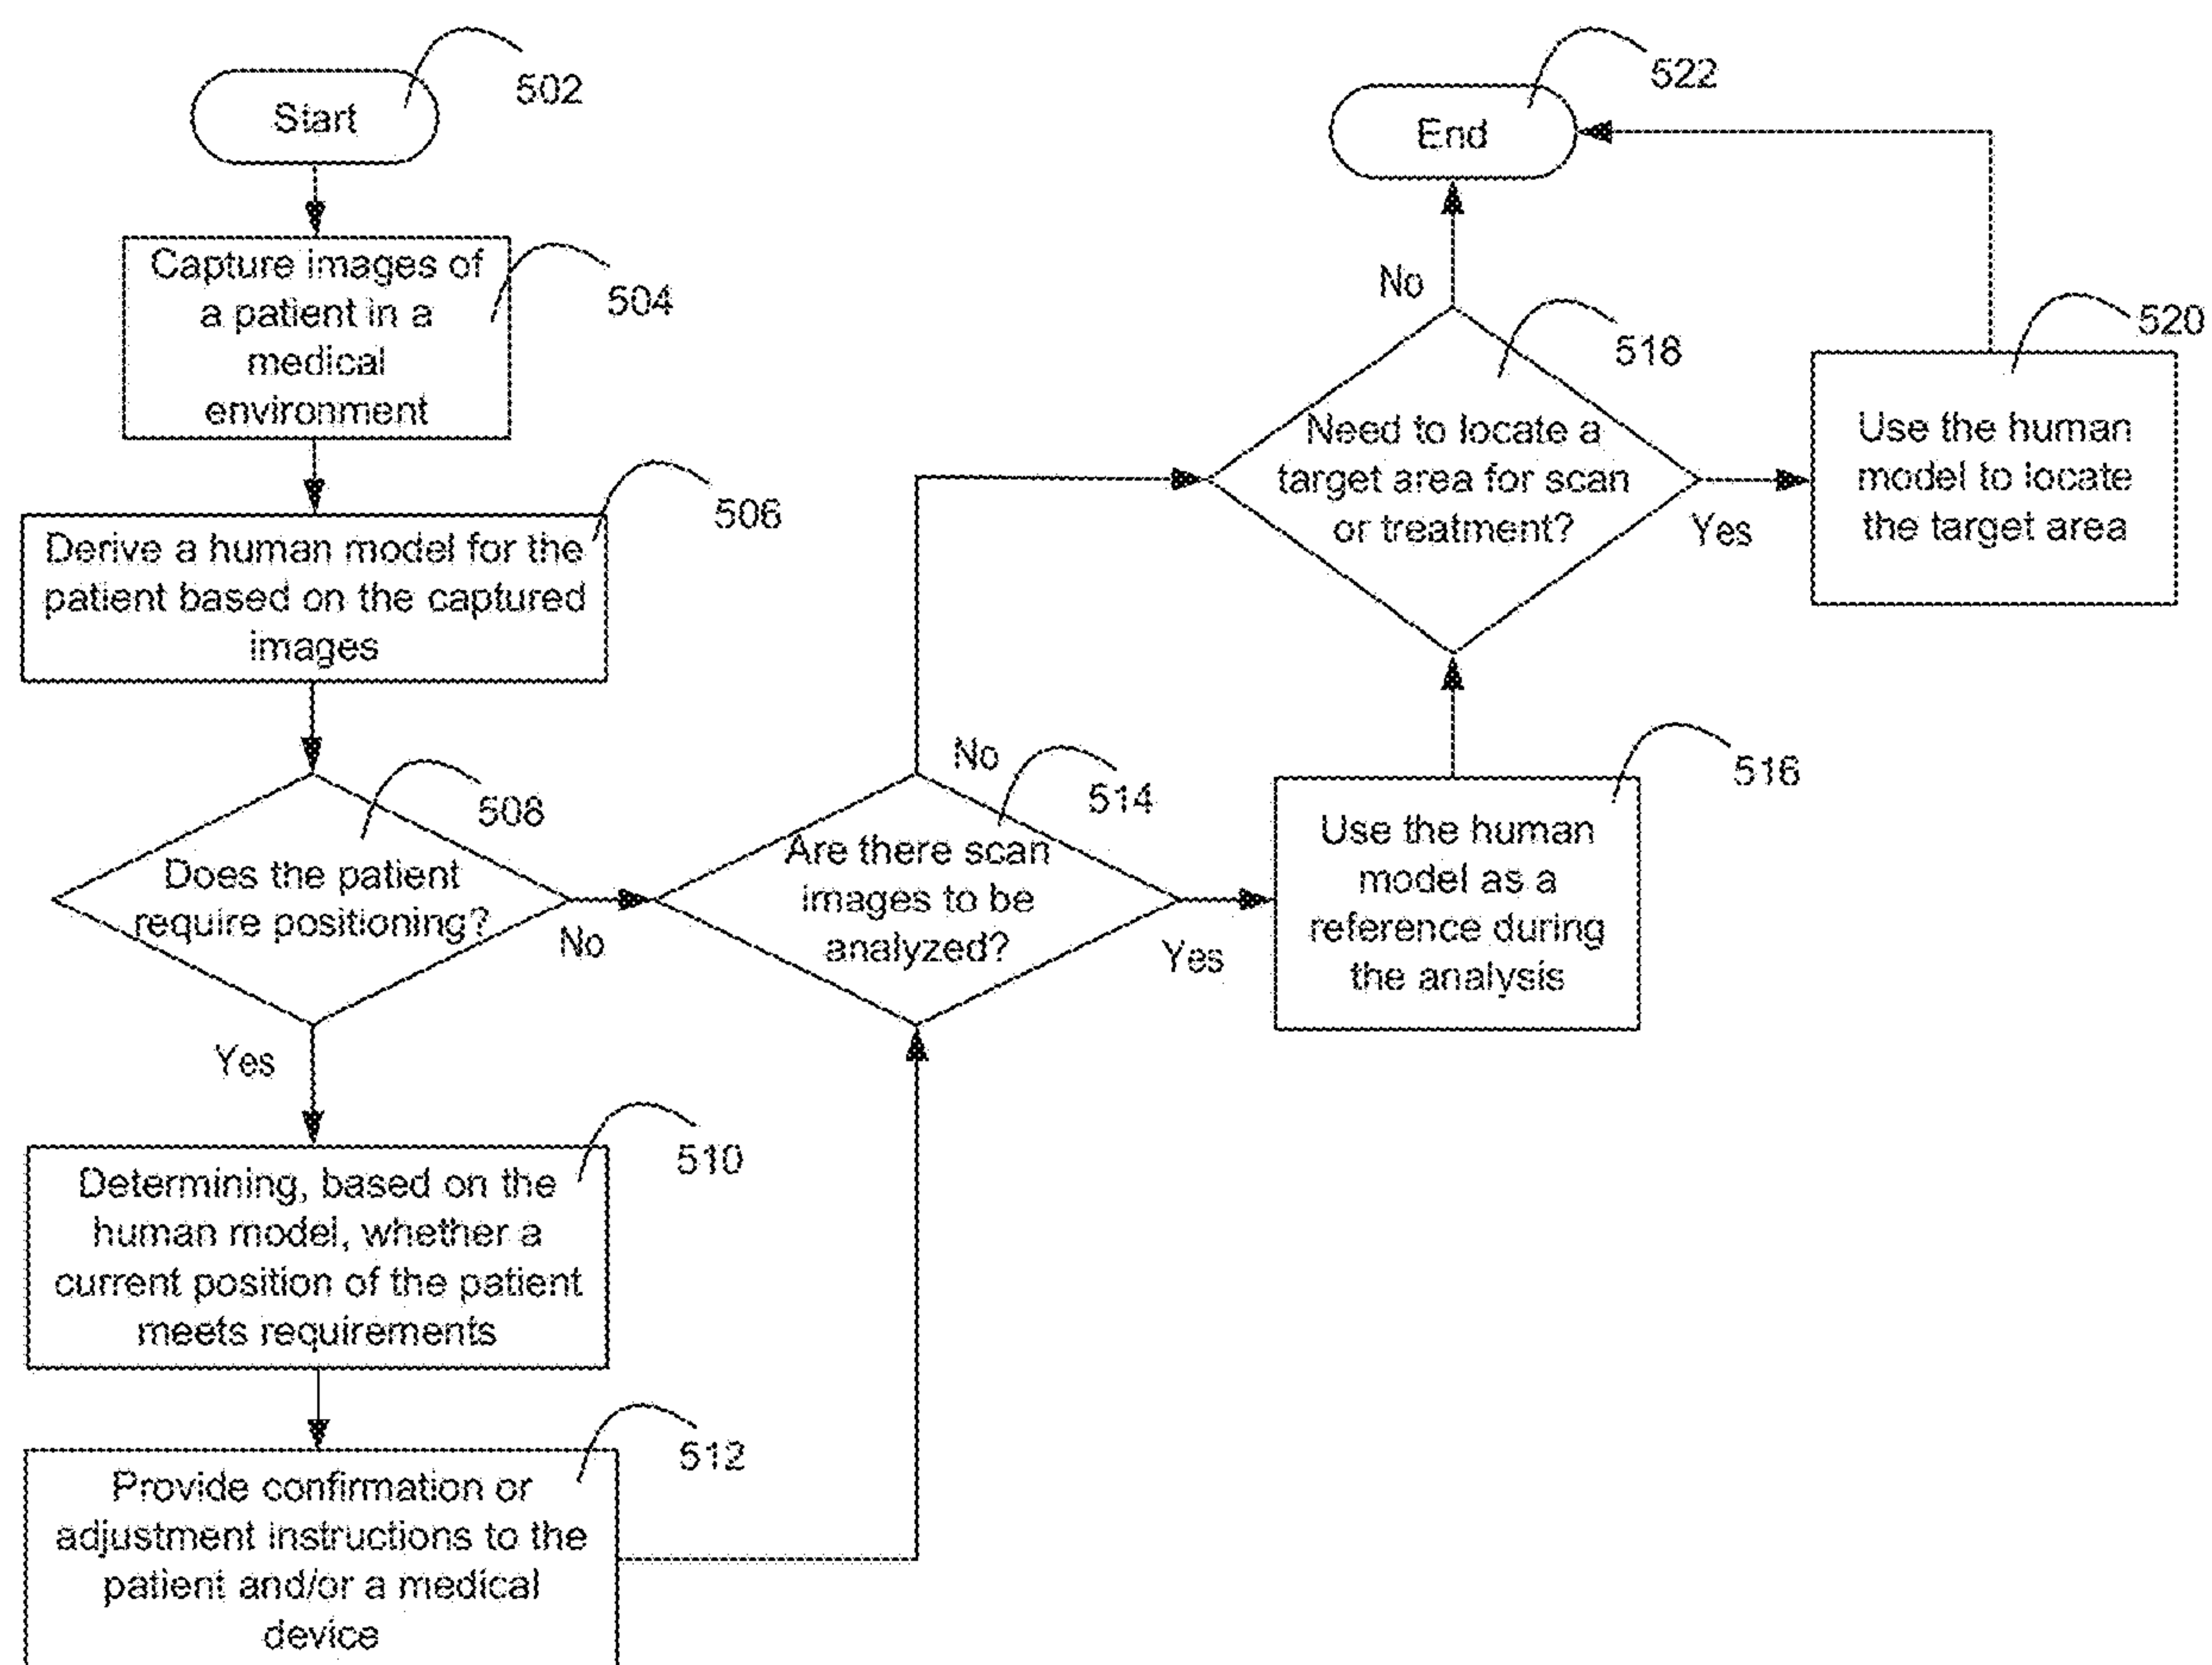 Start
502
Capture images of
a patient in a
medical
environment
504
Derive a human model for the
patient based on the captured
images
506
Does the patient
require positioning?
508
No
Yes
Determining, based on the
human model, whether a
current position of the patient
meets requirements
510
Provide confirmation or
adjustment instructions to the
patient and/or a medical
device
512
Are there scan
images to be
analyzed?
514
No
Yes
Use the human
model as a
reference during
the analysis
516
Need to locate a
target area for scan
or treatment?
518
No
Yes
Use the human
model to locate
the target area
520
End
522